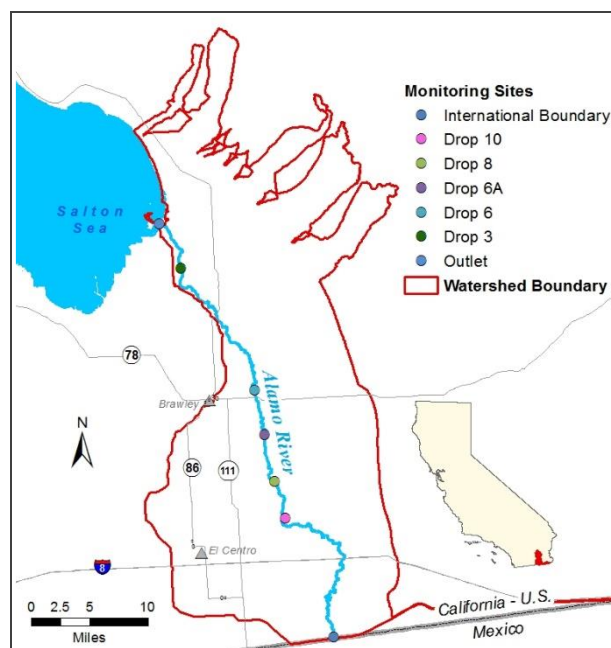 Monitoring Sites
International Boundary
Drop 10
Drop 8
Drop 6A
Drop 6
Drop 3
Outlet
Watershed Boundary
Salton
Sea
78
Brawley
Alamo River
N
86
111
El Centro
8
0 2.5 5 10
Miles
California - U.S.
Mexico